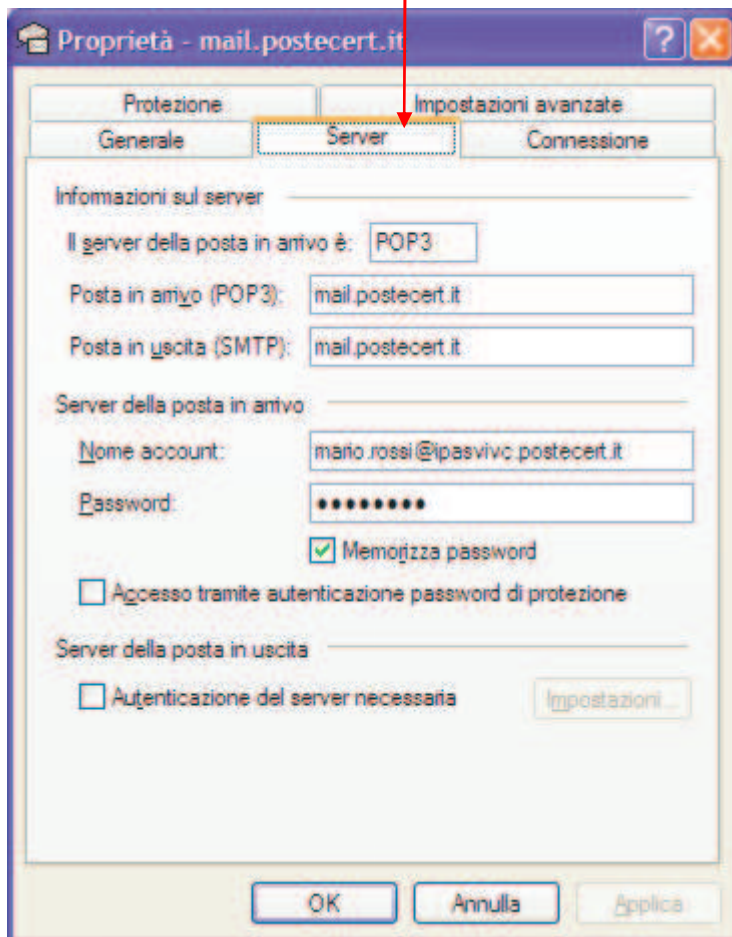 Proprietà - mail.postecert.it
Protezione Impostazioni avanzate
Generale Server Connessione
Informazioni sul server
Il server della posta in arrivo è: POP3
Posta in arrivo (POP3): mail.postecert.it
Posta in uscita (SMTP): mail.postecert.it
Server della posta in arrivo
Nome account: mario.rossi@ipasvivc.postecert.it
Password: ●●●●●●●●
Memorizza password
Accesso tramite autenticazione password di protezione
Server della posta in uscita
Autenticazione del server necessaria Impostazioni...
OK Annulla Applica